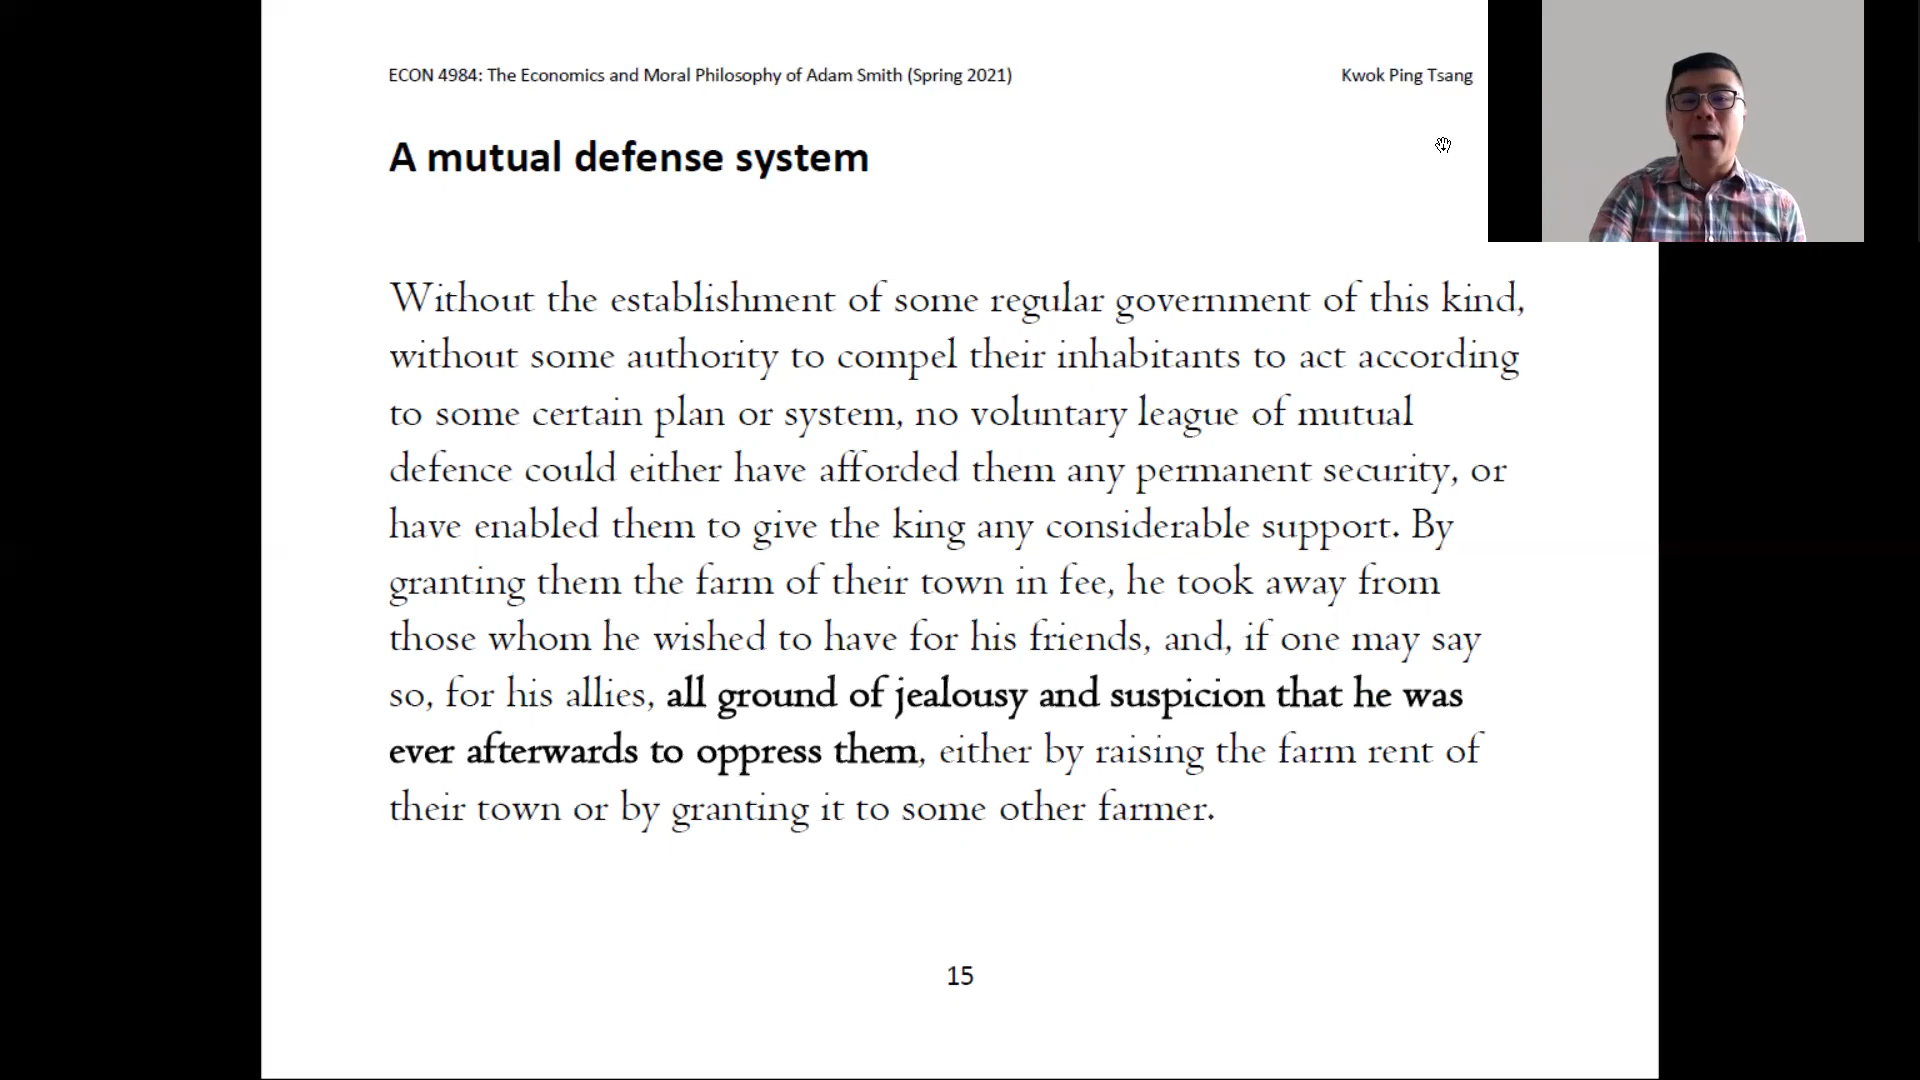 ECON 4984: The Economics and Moral Philosophy of Adam Smith (Spring 2021)
Kwok Ping Tsang
A mutual defense system
Without the establishment of some regular government of this kind,
without some authority to compel their inhabitants to act according
to some certain plan or system, no voluntary league of mutual
defence could either have afforded them any permanent security, or
have enabled them to give the king any considerable support. By
granting them the farm of their town in fee, he took away from
those whom he wished to have for his friends, and, if one may say
so, for his allies, all ground of jealousy and suspicion that he was
ever afterwards to oppress them, either by raising the farm rent of
their town or by granting it to some other farmer.
15